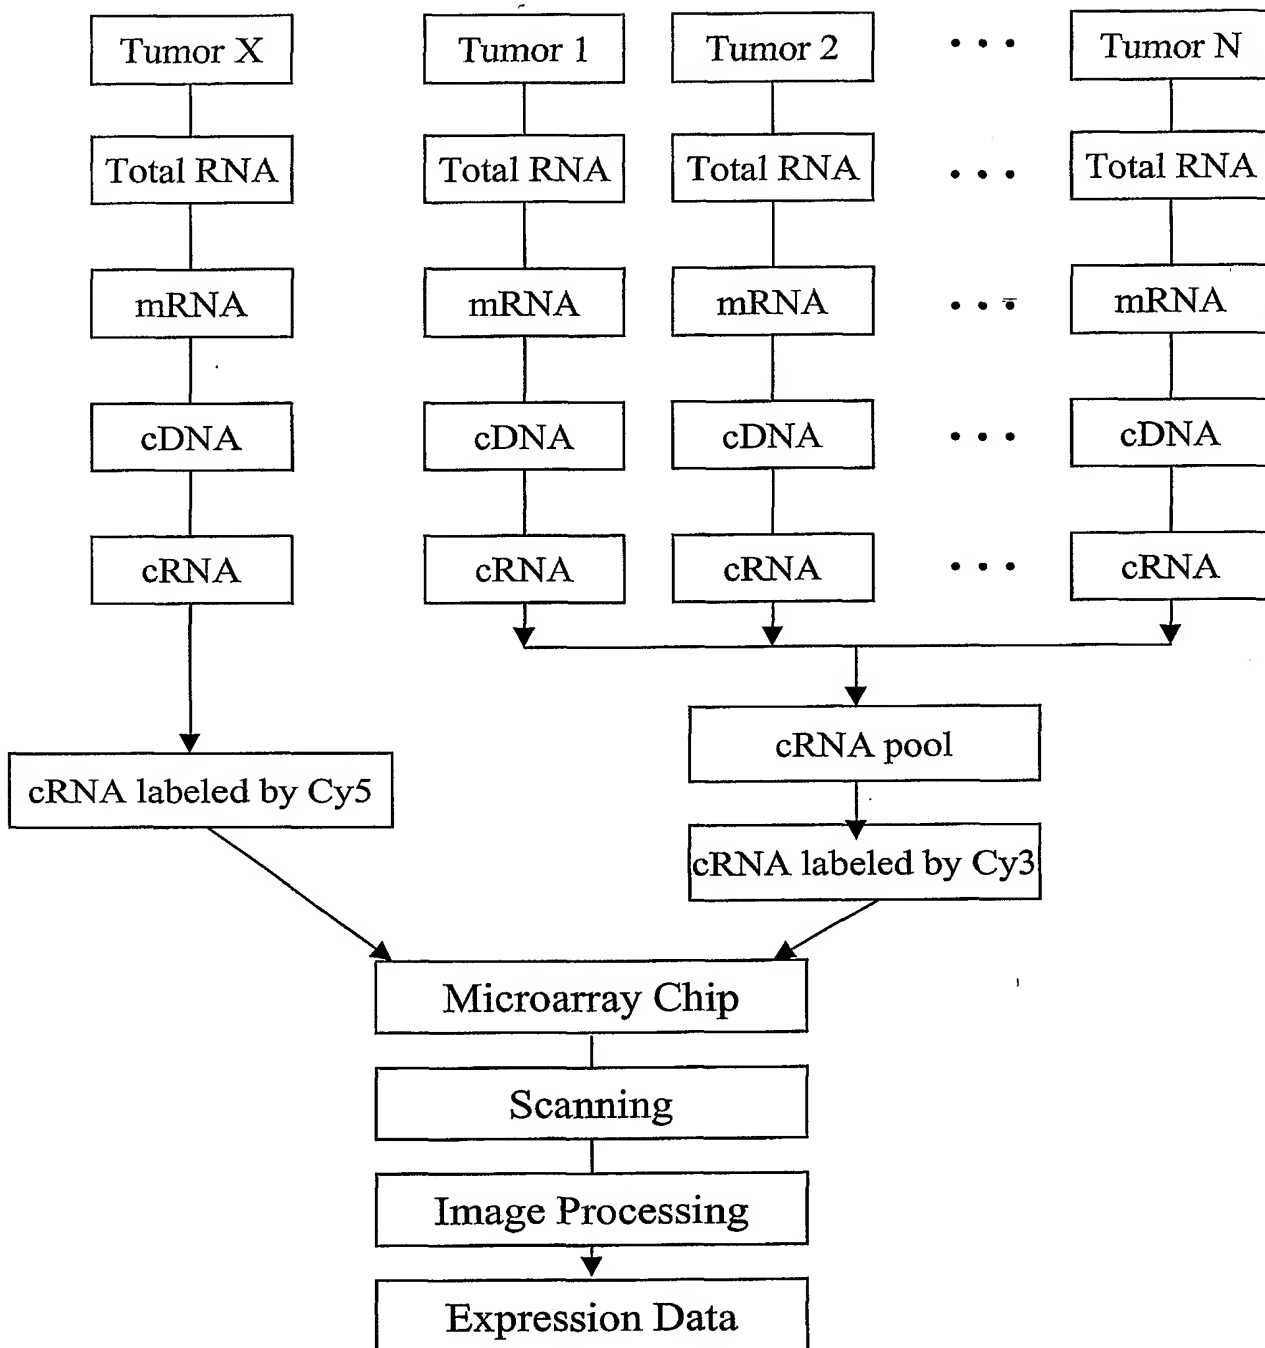 Tumor X
Tumor 1
Tumor 2
• • •
Tumor N
Total RNA
Total RNA
Total RNA
• • •
Total RNA
mRNA
mRNA
mRNA
• • •
mRNA
cDNA
cDNA
cDNA
• • •
cDNA
cRNA
cRNA
cRNA
• • •
cRNA
cRNA pool
cRNA labeled by Cy5
cRNA labeled by Cy3
Microarray Chip
Scanning
Image Processing
Expression Data